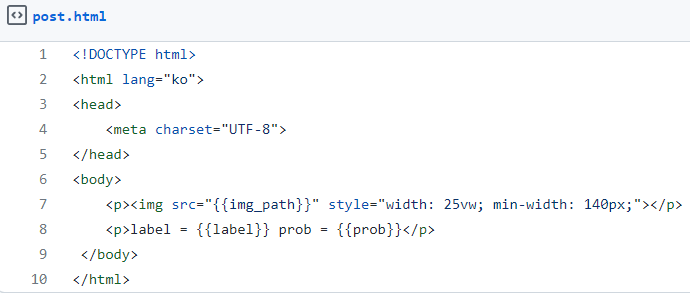 post.html
1 <!DOCTYPE html>
2 <html lang="ko">
3 <head>
4     <meta charset="UTF-8">
5 </head>
6 <body>
7     <p><img src="{{img_path}}" style="width: 25vw; min-width: 140px;"></p>
8     <p>label = {{label}} prob = {{prob}}</p>
9  </body>
10 </html>